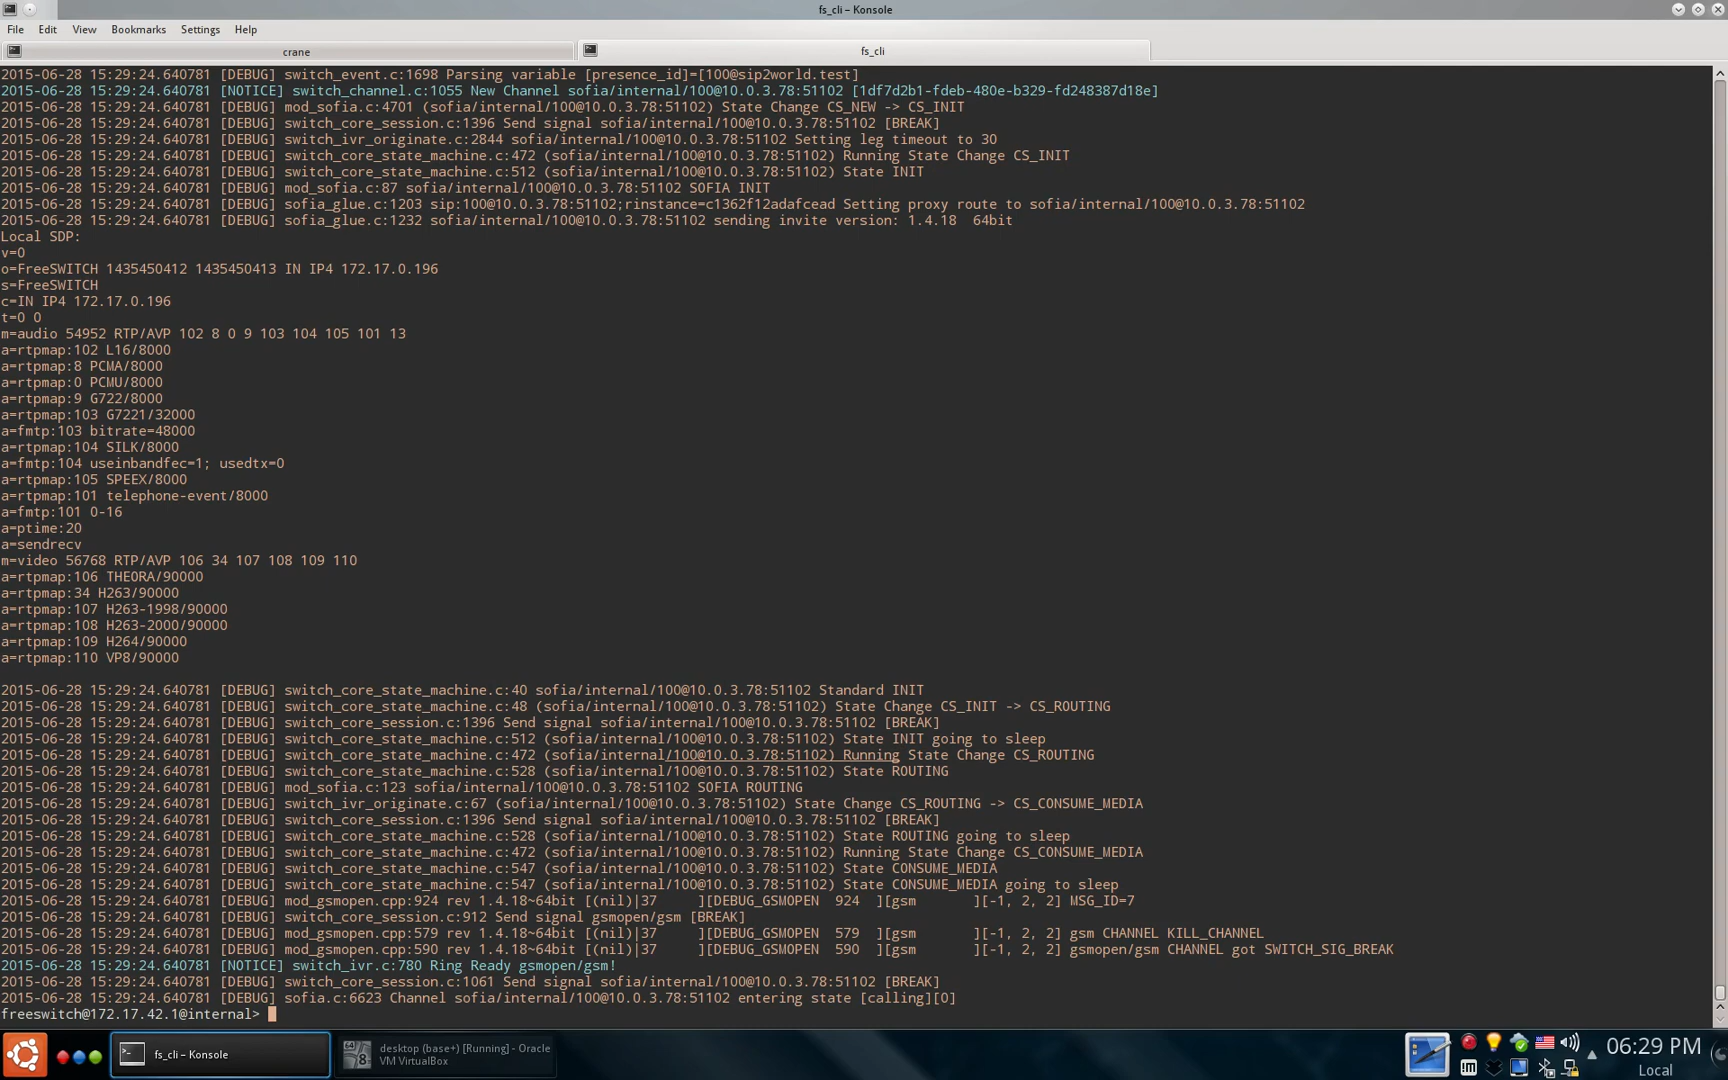 fs_cli – Konsole
File Edit View Bookmarks Settings Help
crane fs_cli
2015-06-28 15:29:24.640781 [DEBUG] switch_event.c:1698 Parsing variable [presence_id]=[100@sip2world.test]
2015-06-28 15:29:24.640781 [NOTICE] switch_channel.c:1055 New Channel sofia/internal/100@10.0.3.78:51102 [1df7d2b1-fdeb-480e-b329-fd248387d18e]
2015-06-28 15:29:24.640781 [DEBUG] mod_sofia.c:4701 (sofia/internal/100@10.0.3.78:51102) State Change CS_NEW -> CS_INIT
2015-06-28 15:29:24.640781 [DEBUG] switch_core_session.c:1396 Send signal sofia/internal/100@10.0.3.78:51102 [BREAK]
2015-06-28 15:29:24.640781 [DEBUG] switch_ivr_originate.c:2844 sofia/internal/100@10.0.3.78:51102 Setting leg timeout to 30
2015-06-28 15:29:24.640781 [DEBUG] switch_core_state_machine.c:472 (sofia/internal/100@10.0.3.78:51102) Running State Change CS_INIT
2015-06-28 15:29:24.640781 [DEBUG] switch_core_state_machine.c:512 (sofia/internal/100@10.0.3.78:51102) State INIT
2015-06-28 15:29:24.640781 [DEBUG] mod_sofia.c:87 sofia/internal/100@10.0.3.78:51102 SOFIA INIT
2015-06-28 15:29:24.640781 [DEBUG] sofia_glue.c:1203 sip:100@10.0.3.78:51102;rinstance=c1362f12adafcead Setting proxy route to sofia/internal/100@10.0.3.78:51102
2015-06-28 15:29:24.640781 [DEBUG] sofia_glue.c:1232 sofia/internal/100@10.0.3.78:51102 sending invite version: 1.4.18  64bit
Local SDP:
v=0
o=FreeSWITCH 1435450412 1435450413 IN IP4 172.17.0.196
s=FreeSWITCH
c=IN IP4 172.17.0.196
t=0 0
m=audio 54952 RTP/AVP 102 8 0 9 103 104 105 101 13
a=rtpmap:102 L16/8000
a=rtpmap:8 PCMA/8000
a=rtpmap:0 PCMU/8000
a=rtpmap:9 G722/8000
a=rtpmap:103 G7221/32000
a=fmtp:103 bitrate=48000
a=rtpmap:104 SILK/8000
a=fmtp:104 useinbandfec=1; usedtx=0
a=rtpmap:105 SPEEX/8000
a=rtpmap:101 telephone-event/8000
a=fmtp:101 0-16
a=ptime:20
a=sendrecv
m=video 56768 RTP/AVP 106 34 107 108 109 110
a=rtpmap:106 THEORA/90000
a=rtpmap:34 H263/90000
a=rtpmap:107 H263-1998/90000
a=rtpmap:108 H263-2000/90000
a=rtpmap:109 H264/90000
a=rtpmap:110 VP8/90000
2015-06-28 15:29:24.640781 [DEBUG] switch_core_state_machine.c:40 sofia/internal/100@10.0.3.78:51102 Standard INIT
2015-06-28 15:29:24.640781 [DEBUG] switch_core_state_machine.c:48 (sofia/internal/100@10.0.3.78:51102) State Change CS_INIT -> CS_ROUTING
2015-06-28 15:29:24.640781 [DEBUG] switch_core_session.c:1396 Send signal sofia/internal/100@10.0.3.78:51102 [BREAK]
2015-06-28 15:29:24.640781 [DEBUG] switch_core_state_machine.c:512 (sofia/internal/100@10.0.3.78:51102) State INIT going to sleep
2015-06-28 15:29:24.640781 [DEBUG] switch_core_state_machine.c:472 (sofia/internal/100@10.0.3.78:51102) Running State Change CS_ROUTING
2015-06-28 15:29:24.640781 [DEBUG] switch_core_state_machine.c:528 (sofia/internal/100@10.0.3.78:51102) State ROUTING
2015-06-28 15:29:24.640781 [DEBUG] mod_sofia.c:123 sofia/internal/100@10.0.3.78:51102 SOFIA ROUTING
2015-06-28 15:29:24.640781 [DEBUG] switch_ivr_originate.c:67 (sofia/internal/100@10.0.3.78:51102) State Change CS_ROUTING -> CS_CONSUME_MEDIA
2015-06-28 15:29:24.640781 [DEBUG] switch_core_session.c:1396 Send signal sofia/internal/100@10.0.3.78:51102 [BREAK]
2015-06-28 15:29:24.640781 [DEBUG] switch_core_state_machine.c:528 (sofia/internal/100@10.0.3.78:51102) State ROUTING going to sleep
2015-06-28 15:29:24.640781 [DEBUG] switch_core_state_machine.c:472 (sofia/internal/100@10.0.3.78:51102) Running State Change CS_CONSUME_MEDIA
2015-06-28 15:29:24.640781 [DEBUG] switch_core_state_machine.c:547 (sofia/internal/100@10.0.3.78:51102) State CONSUME_MEDIA
2015-06-28 15:29:24.640781 [DEBUG] switch_core_state_machine.c:547 (sofia/internal/100@10.0.3.78:51102) State CONSUME_MEDIA going to sleep
2015-06-28 15:29:24.640781 [DEBUG] mod_gsmopen.cpp:924 rev 1.4.18~64bit [(nil)|37     ][DEBUG_GSMOPEN  924  ][gsm       ][-1, 2, 2] MSG_ID=7
2015-06-28 15:29:24.640781 [DEBUG] switch_core_session.c:912 Send signal gsmopen/gsm [BREAK]
2015-06-28 15:29:24.640781 [DEBUG] mod_gsmopen.cpp:579 rev 1.4.18~64bit [(nil)|37     ][DEBUG_GSMOPEN  579  ][gsm       ][-1, 2, 2] gsm CHANNEL KILL_CHANNEL
2015-06-28 15:29:24.640781 [DEBUG] mod_gsmopen.cpp:590 rev 1.4.18~64bit [(nil)|37     ][DEBUG_GSMOPEN  590  ][gsm       ][-1, 2, 2] gsmopen/gsm CHANNEL got SWITCH_SIG_BREAK
2015-06-28 15:29:24.640781 [NOTICE] switch_ivr.c:780 Ring Ready gsmopen/gsm!
2015-06-28 15:29:24.640781 [DEBUG] switch_core_session.c:1061 Send signal sofia/internal/100@10.0.3.78:51102 [BREAK]
2015-06-28 15:29:24.640781 [DEBUG] sofia.c:6623 Channel sofia/internal/100@10.0.3.78:51102 entering state [calling][0]
freeswitch@172.17.42.1@internal>
fs_cli – Konsole
desktop (base+) [Running] - Oracle
VM VirtualBox
06:29 PM
Local